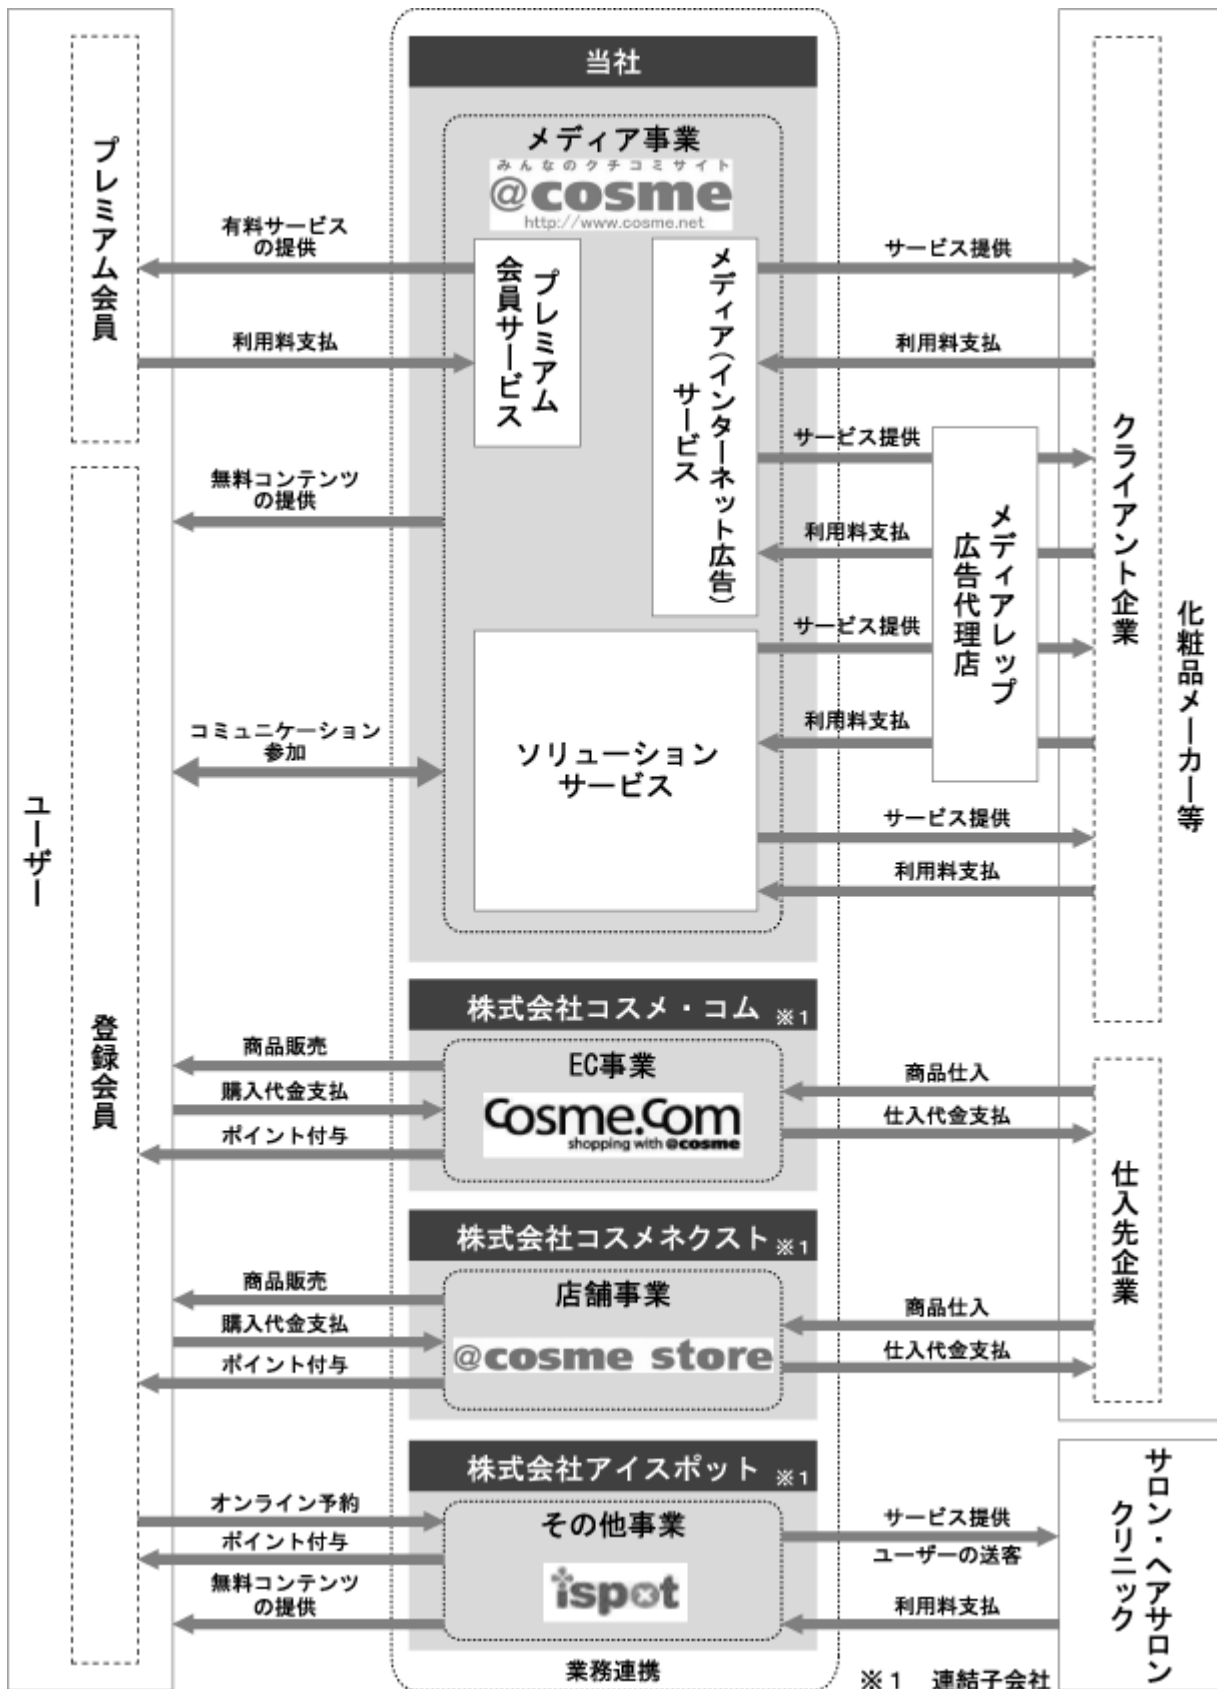 当社
メディア事業
みんなのクチコミサイト
@cosme
http://www.cosme.net
プレミアム会員
有料サービス
の提供
利用料支払
プレミアム
会員サービス
メディア（インターネット広告）
サービス
サービス提供
利用料支払
サービス提供
利用料支払
サービス提供
利用料支払
サービス提供
利用料支払
メディアレップ
広告代理店
クライアント企業
化粧品メーカー等
無料コンテンツ
の提供
コミュニケーション
参加
ソリューション
サービス
ユーザー
登録会員
株式会社コスメ・コム ※1
EC事業
Cosme.Com
shopping with @cosme
商品販売
購入代金支払
ポイント付与
商品仕入
仕入代金支払
仕入先企業
株式会社コスメネクスト ※1
店舗事業
@cosme store
商品販売
購入代金支払
ポイント付与
商品仕入
仕入代金支払
株式会社アイスポット ※1
その他事業
ispot
オンライン予約
ポイント付与
無料コンテンツ
の提供
サービス提供
ユーザーの送客
利用料支払
サロン・ヘアサロン
クリニック
業務連携
※1 連結子会社